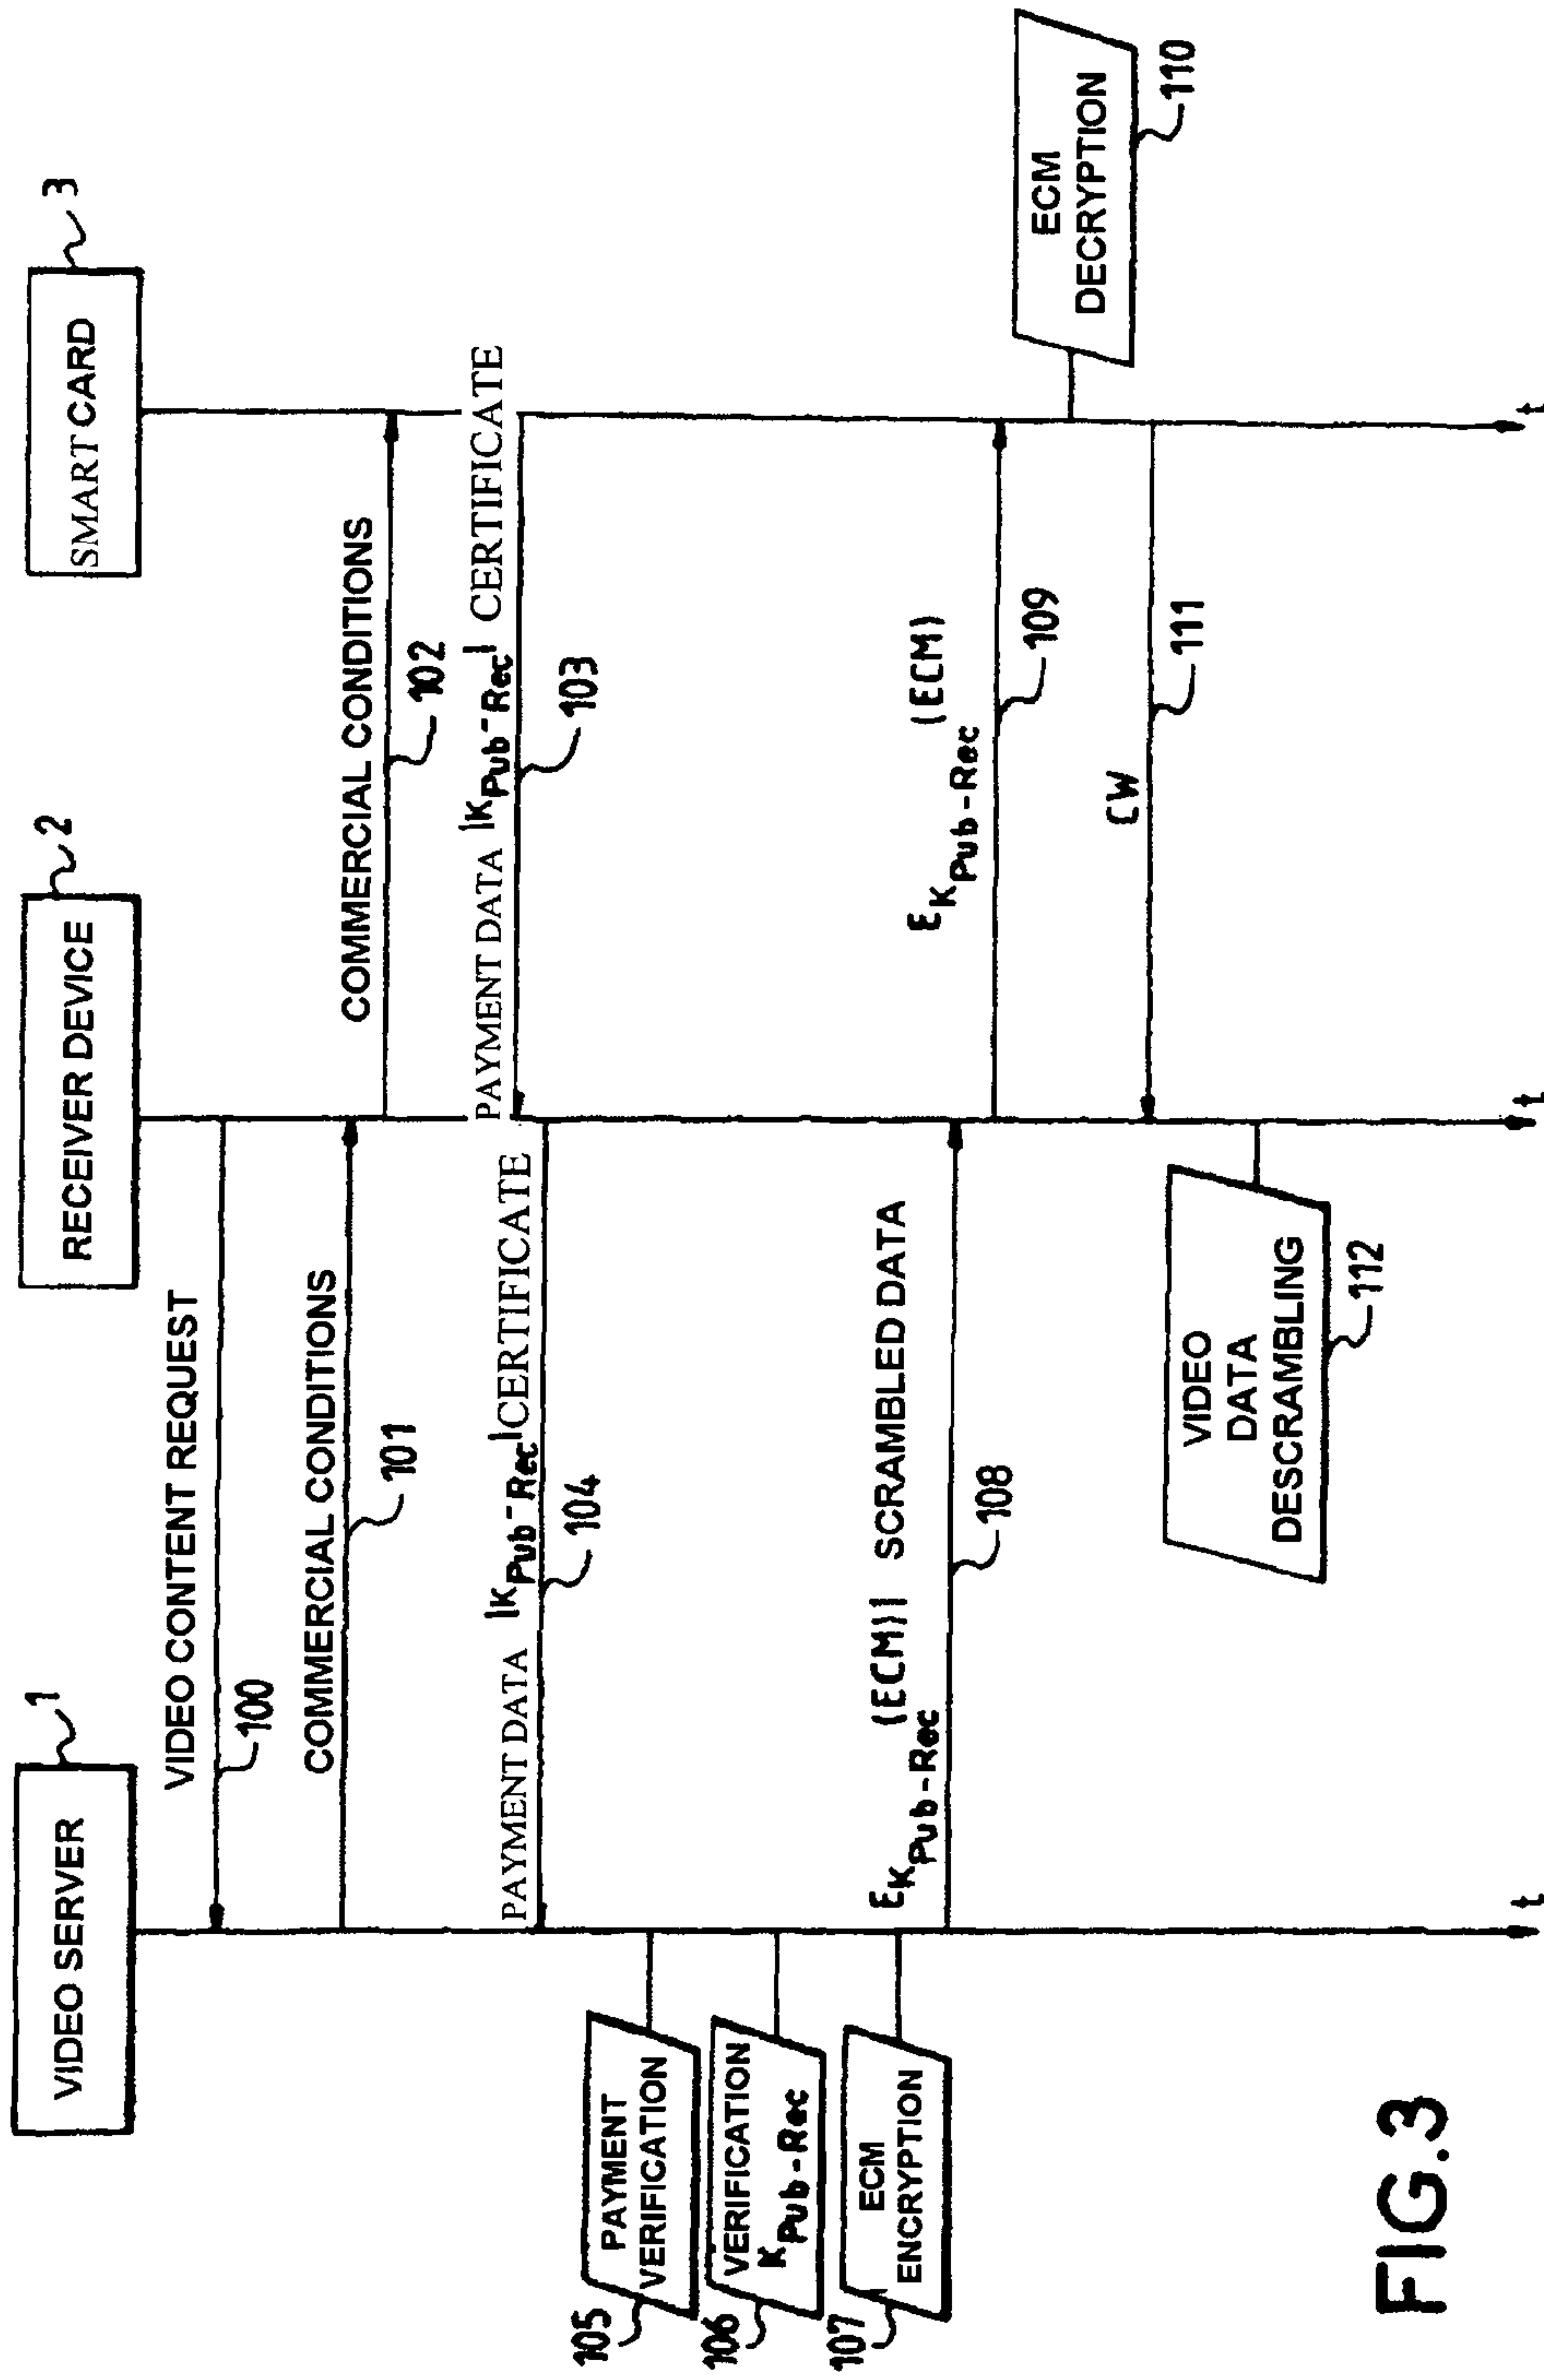 VIDEO SERVER
1
RECEIVER DEVICE
2
SMART CARD
3
VIDEO CONTENT REQUEST
100
COMMERCIAL CONDITIONS
101
COMMERCIAL CONDITIONS
102
PAYMENT DATA |KPub-Rec| CERTIFICATE
103
PAYMENT DATA |KPub-Rec|CERTIFICATE
104
PAYMENT
VERIFICATION
105
VERIFICATION
KPub-Rec
106
ECM
ENCRYPTION
107
EKPub-Rec (ECM)| SCRAMBLED DATA
108
EKPub-Rec (ECM)
109
ECM
DECRYPTION
110
CW
111
VIDEO
DATA
DESCRAMBLING
112
t
t
t
FIG.3